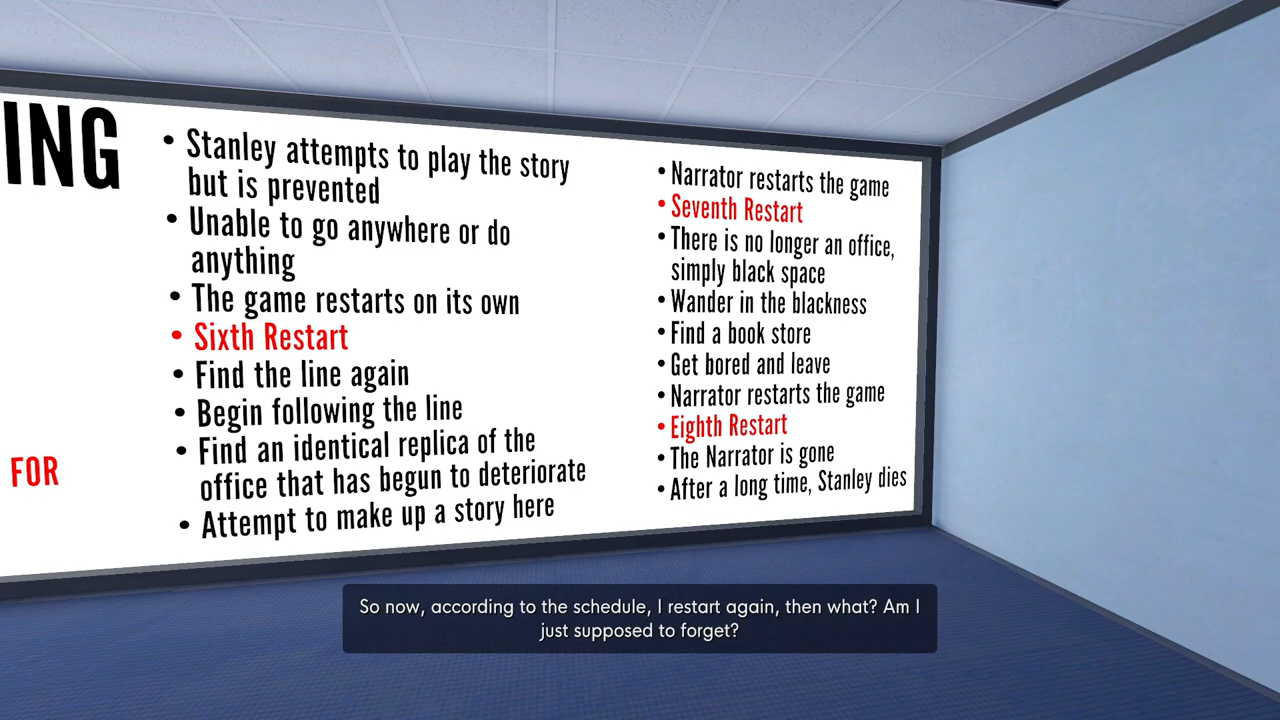 ING
• Stanley attempts to play the story
but is prevented
• Unable to go anywhere or do
anything
• The game restarts on its own
• Sixth Restart
• Find the line again
• Begin following the line
• Find an identical replica of the
office that has begun to deteriorate
• Attempt to make up a story here
FOR
• Narrator restarts the game
• Seventh Restart
• There is no longer an office,
simply black space
• Wander in the blackness
• Find a book store
• Get bored and leave
• Narrator restarts the game
• Eighth Restart
• The Narrator is gone
• After a long time, Stanley dies
So now, according to the schedule, I restart again, then what? Am I
just supposed to forget?